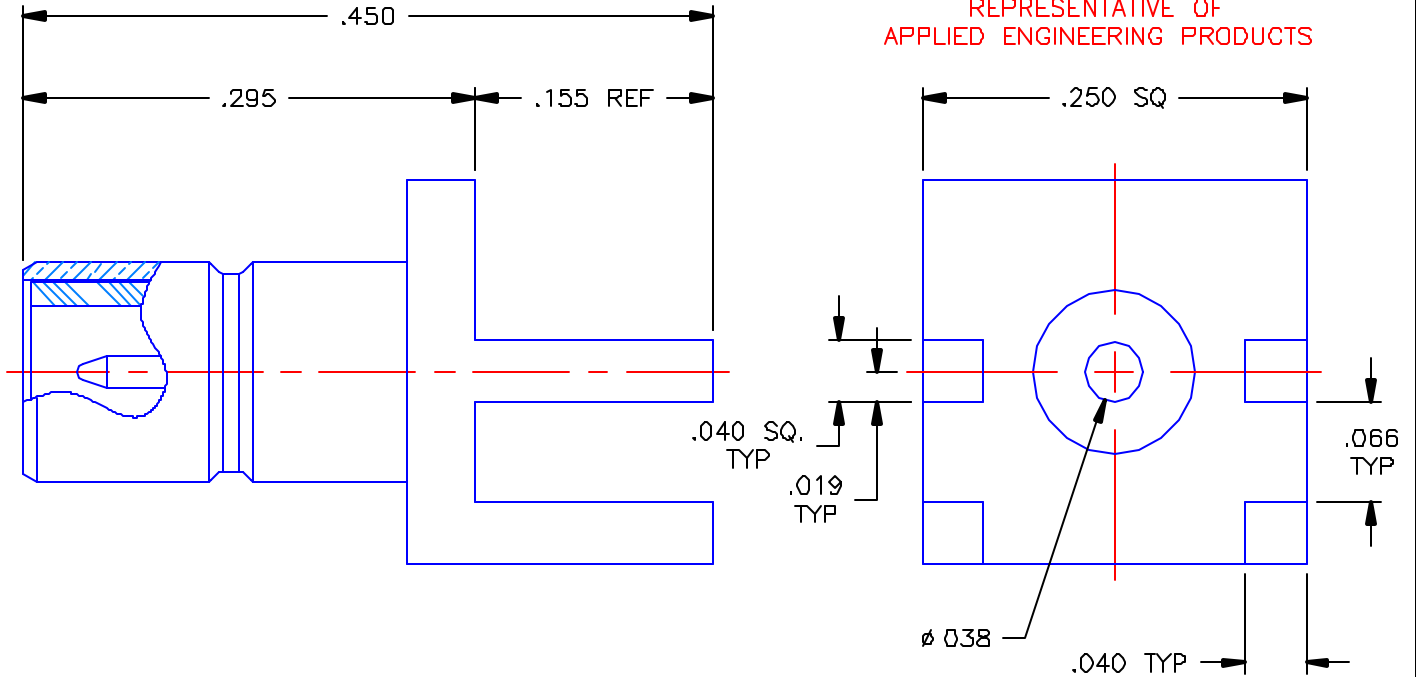 .450
REPRESENTATIVE OF
APPLIED ENGINEERING PRODUCTS
.295
.155 REF
.250 SQ
.040 SQ.
TYP
.019
TYP
.066
TYP
ø 038
.040 TYP